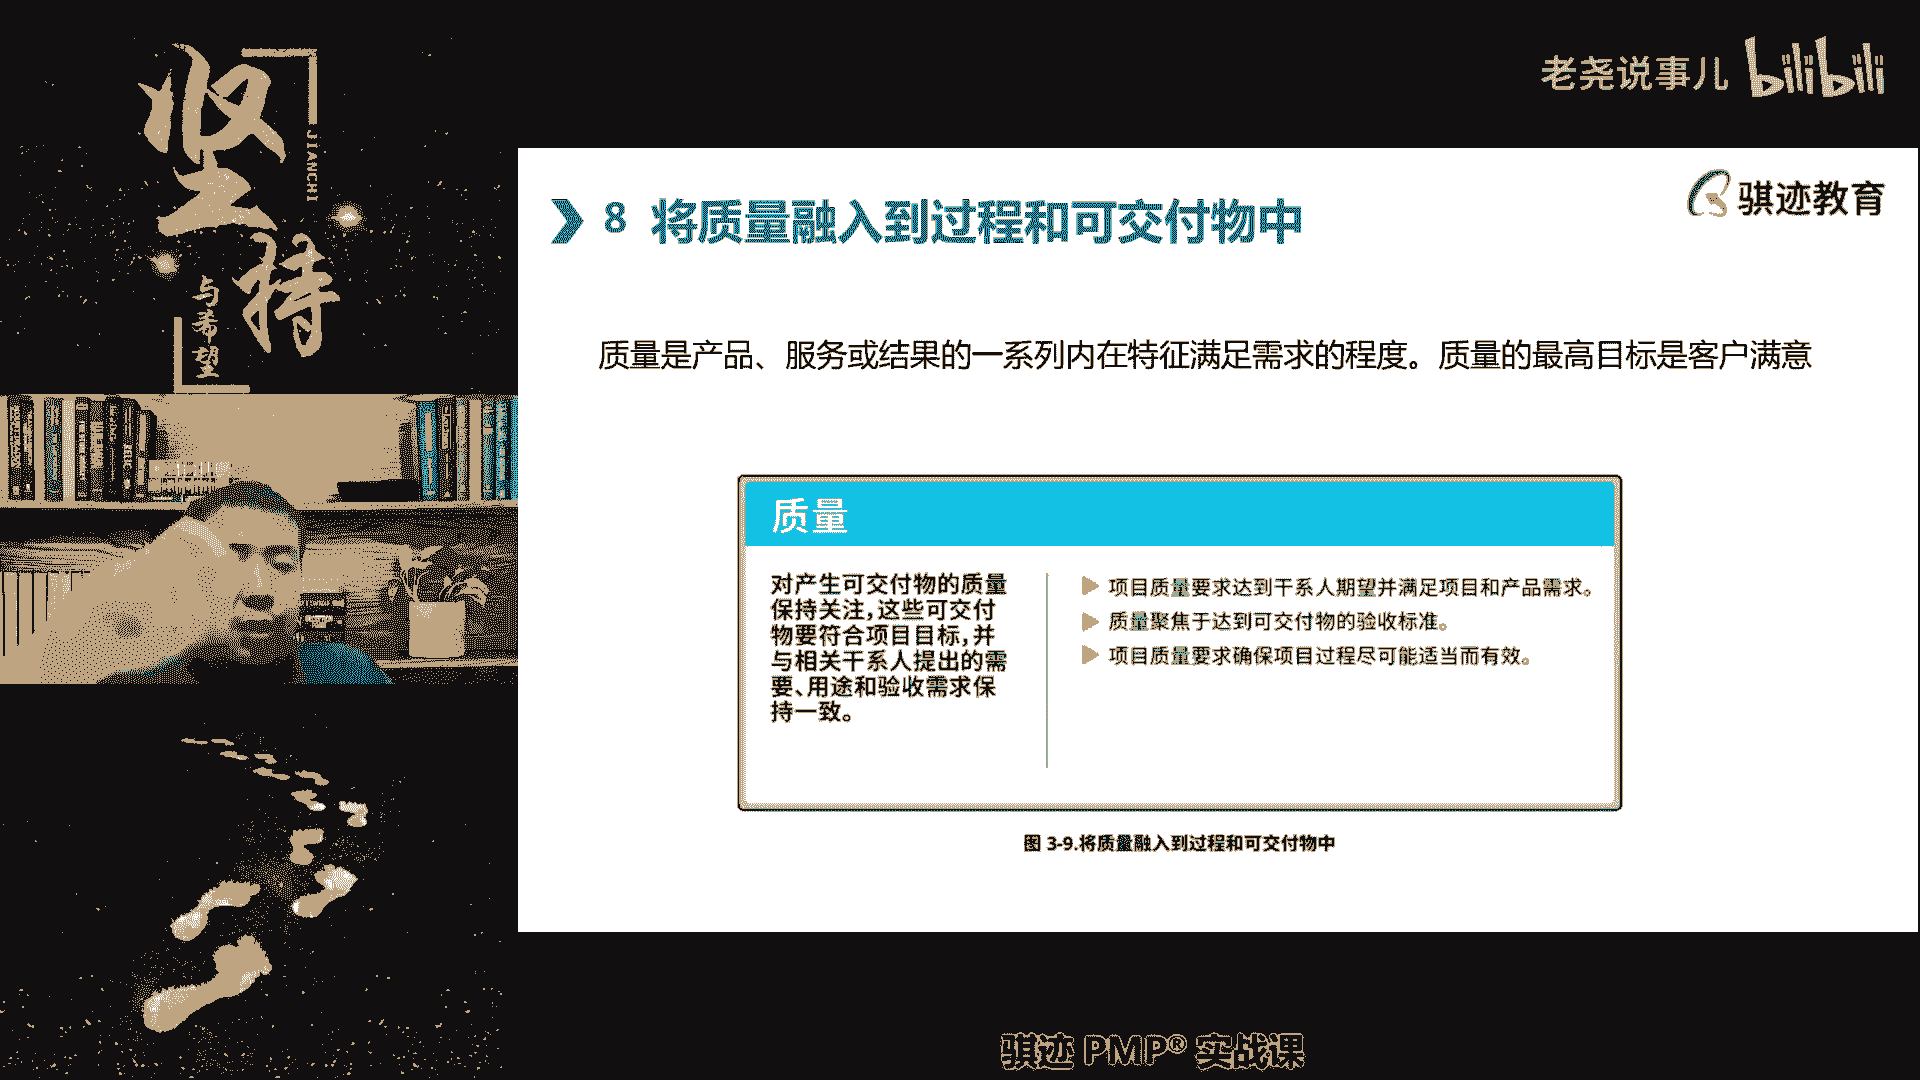 坚持
JIANCHI
与希望
老尧说事儿 bilibili
骐迹教育
8 将质量融入到过程和可交付物中
质量是产品、服务或结果的一系列内在特征满足需求的程度。质量的最高目标是客户满意
质量
对产生可交付物的质量
保持关注，这些可交付
物要符合项目目标，并
与相关干系人提出的需
要、用途和验收需求保
持一致。
项目质量要求达到干系人期望并满足项目和产品需求。
质量聚焦于达到可交付物的验收标准。
项目质量要求确保项目过程尽可能适当而有效。
图 3-9.将质量融入到过程和可交付物中
骐迹 PMP® 实战课